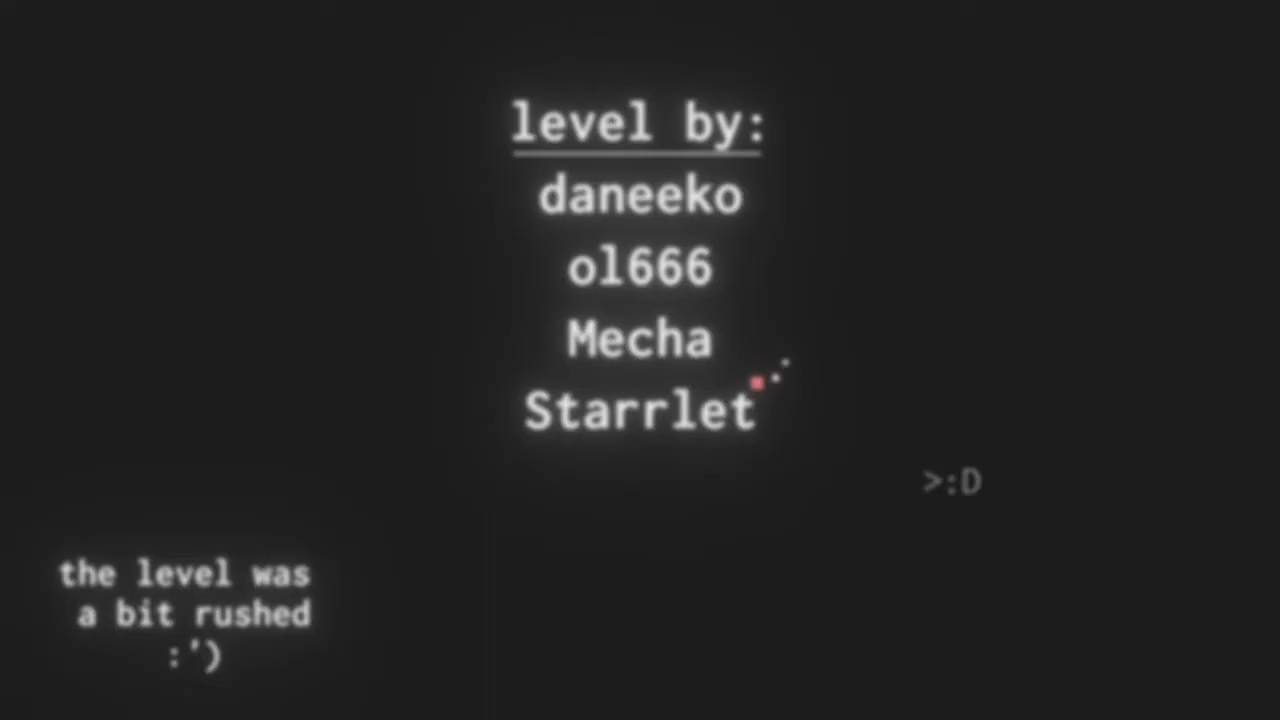 level by:
daneeko
ol666
Mecha
Starrlet
>:D
the level was
a bit rushed
:')